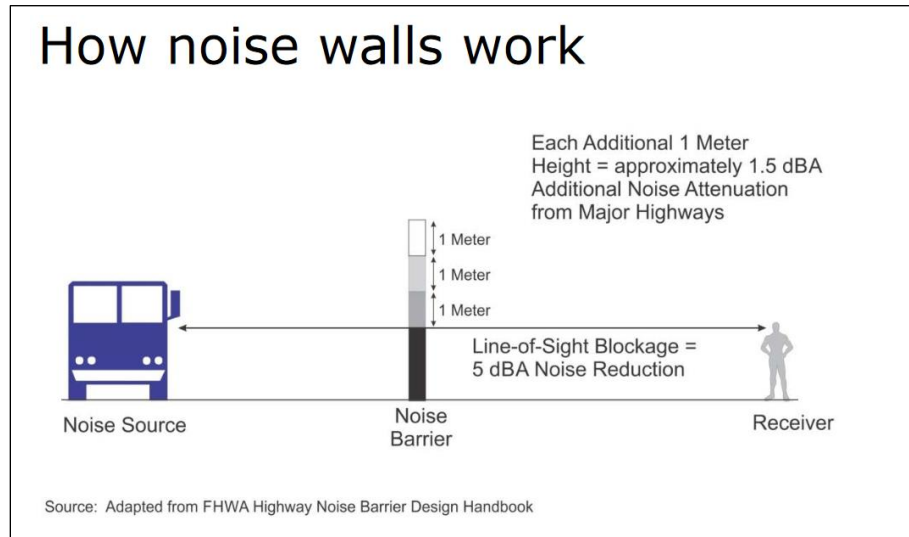 How noise walls work
Each Additional 1 Meter
Height = approximately 1.5 dBA
Additional Noise Attenuation
from Major Highways
1 Meter
1 Meter
1 Meter
Line-of-Sight Blockage =
5 dBA Noise Reduction
Noise Source
Noise
Barrier
Receiver
Source: Adapted from FHWA Highway Noise Barrier Design Handbook